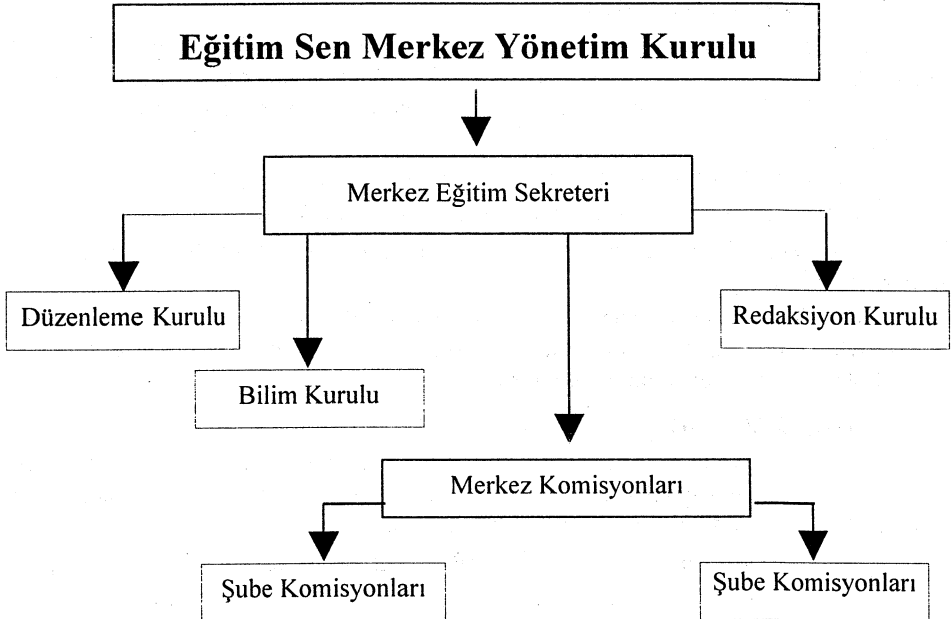 Eğitim Sen Merkez Yönetim Kurulu
Merkez Eğitim Sekreteri
Düzenleme Kurulu
Redaksiyon Kurulu
Bilim Kurulu
Merkez Komisyonları
Şube Komisyonları
Şube Komisyonları